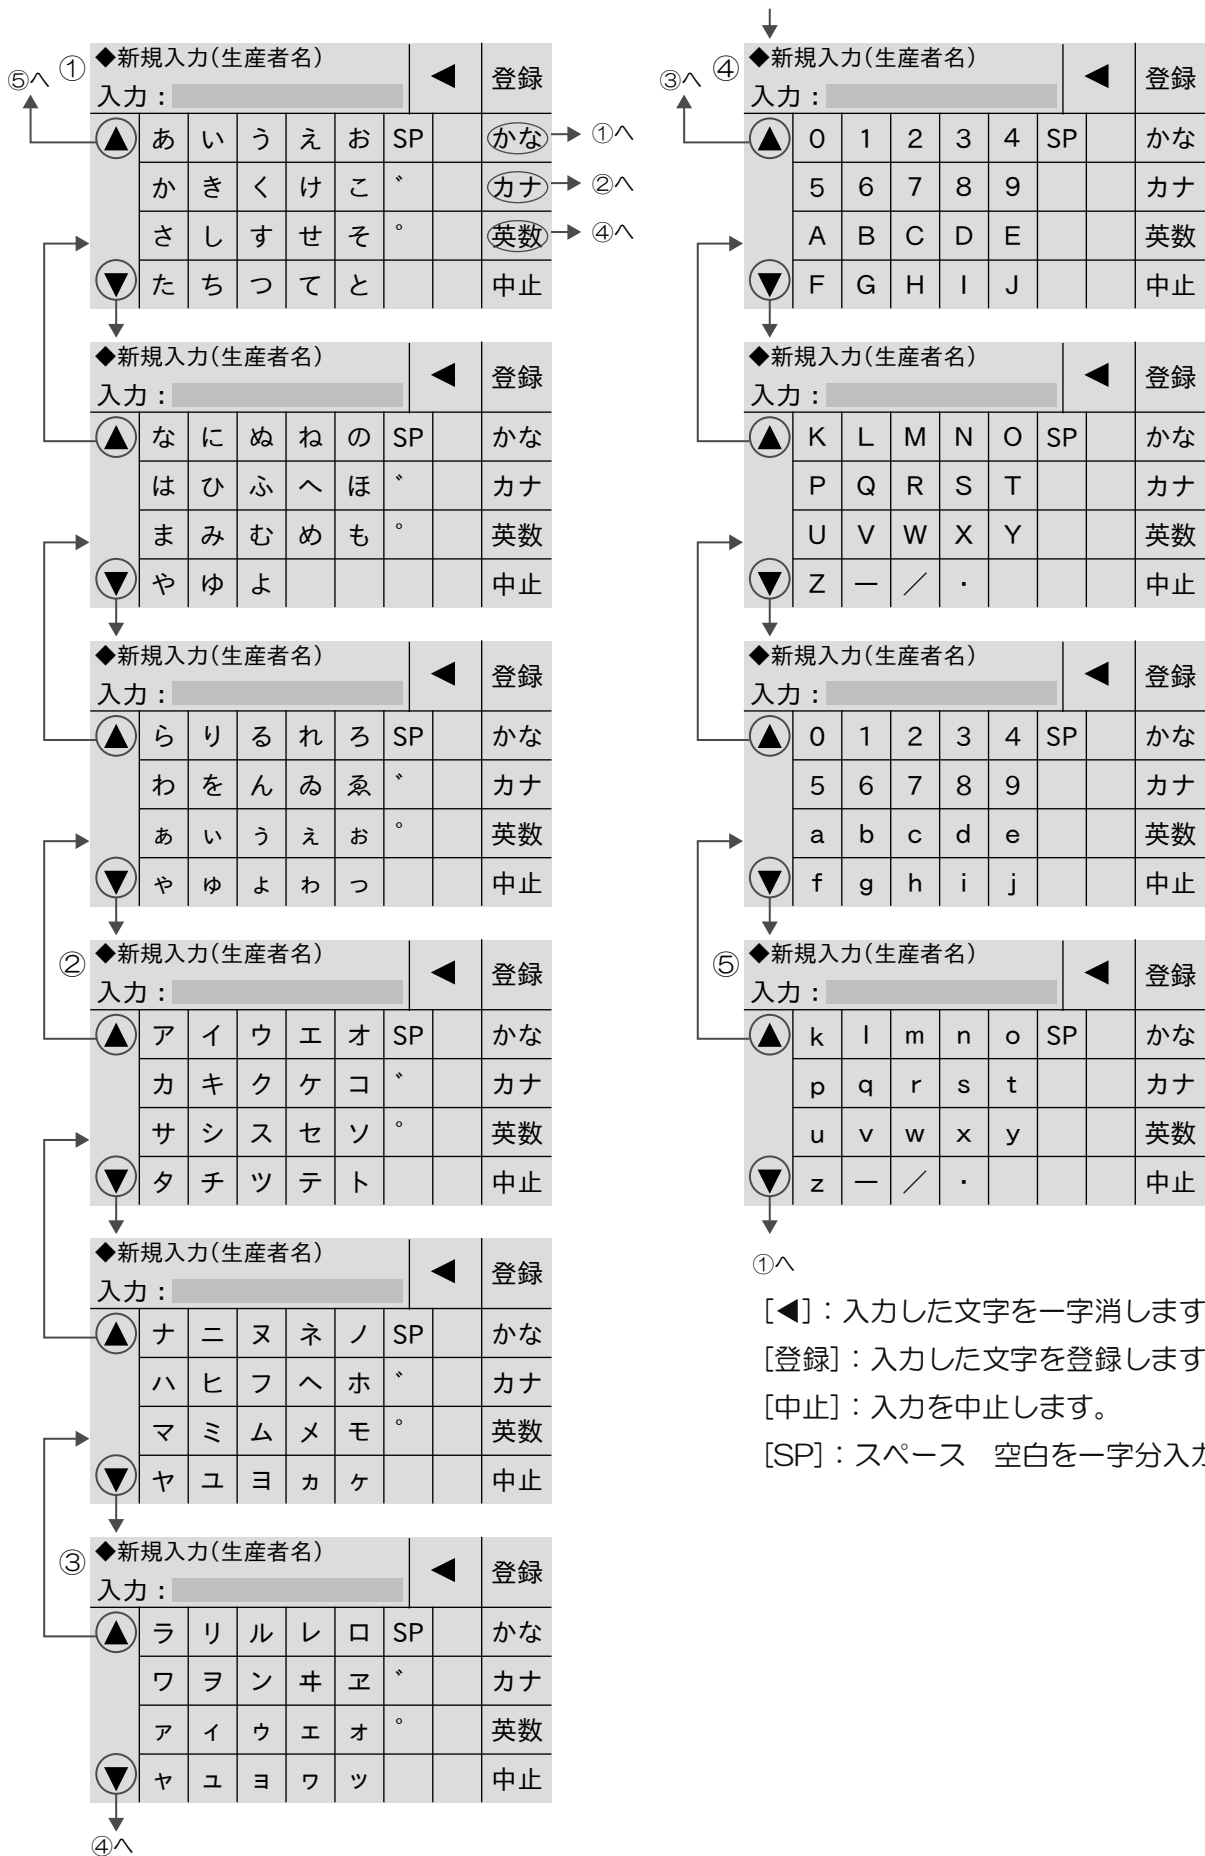 ⑤へ ① ◆新規入力(生産者名) ◀ 登録
入力：
▲ あ い う え お SP かな ①へ
か き く け こ ゛ カナ ②へ
さ し す せ そ ゜ 英数 ④へ
▼ た ち つ て と 中止
◆新規入力(生産者名) ◀ 登録
入力：
▲ な に ぬ ね の SP かな
は ひ ふ へ ほ ゛ カナ
ま み む め も ゜ 英数
▼ や ゆ よ 中止
◆新規入力(生産者名) ◀ 登録
入力：
▲ ら り る れ ろ SP かな
わ を ん ゐ ゑ ゛ カナ
ぁ ぃ ぅ ぇ ぉ ゜ 英数
▼ ゃ ゅ ょ ゎ っ 中止
② ◆新規入力(生産者名) ◀ 登録
入力：
▲ ア イ ウ エ オ SP かな
カ キ ク ケ コ ゛ カナ
サ シ ス セ ソ ゜ 英数
▼ タ チ ツ テ ト 中止
◆新規入力(生産者名) ◀ 登録
入力：
▲ ナ ニ ヌ ネ ノ SP かな
ハ ヒ フ ヘ ホ ゛ カナ
マ ミ ム メ モ ゜ 英数
▼ ヤ ユ ヨ ヵ ヶ 中止
③ ◆新規入力(生産者名) ◀ 登録
入力：
▲ ラ リ ル レ ロ SP かな
ワ ヲ ン ヰ ヱ ゛ カナ
ァ ィ ゥ ェ ォ ゜ 英数
▼ ャ ュ ョ ヮ ッ 中止
④へ
③へ ④ ◆新規入力(生産者名) ◀ 登録
入力：
▲ 0 1 2 3 4 SP かな
5 6 7 8 9 カナ
A B C D E 英数
▼ F G H I J 中止
◆新規入力(生産者名) ◀ 登録
入力：
▲ K L M N O SP かな
P Q R S T カナ
U V W X Y 英数
▼ Z － ／ ・ 中止
◆新規入力(生産者名) ◀ 登録
入力：
▲ 0 1 2 3 4 SP かな
5 6 7 8 9 カナ
a b c d e 英数
▼ f g h i j 中止
⑤ ◆新規入力(生産者名) ◀ 登録
入力：
▲ k l m n o SP かな
p q r s t カナ
u v w x y 英数
▼ z － ／ ・ 中止
①へ
[◀]：入力した文字を一字消します
[登録]：入力した文字を登録します
[中止]：入力を中止します。
[SP]：スペース　空白を一字分入